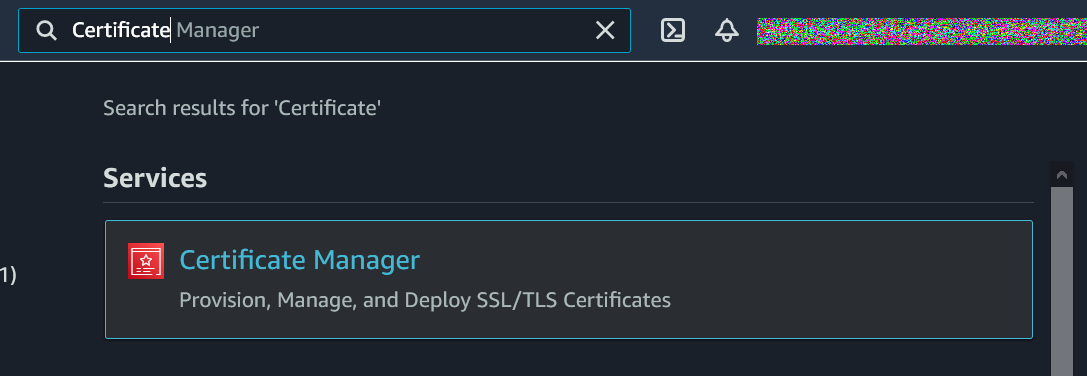 Certificate Manager
Search results for 'Certificate'
Services
1)
Certificate Manager
Provision, Manage, and Deploy SSL/TLS Certificates